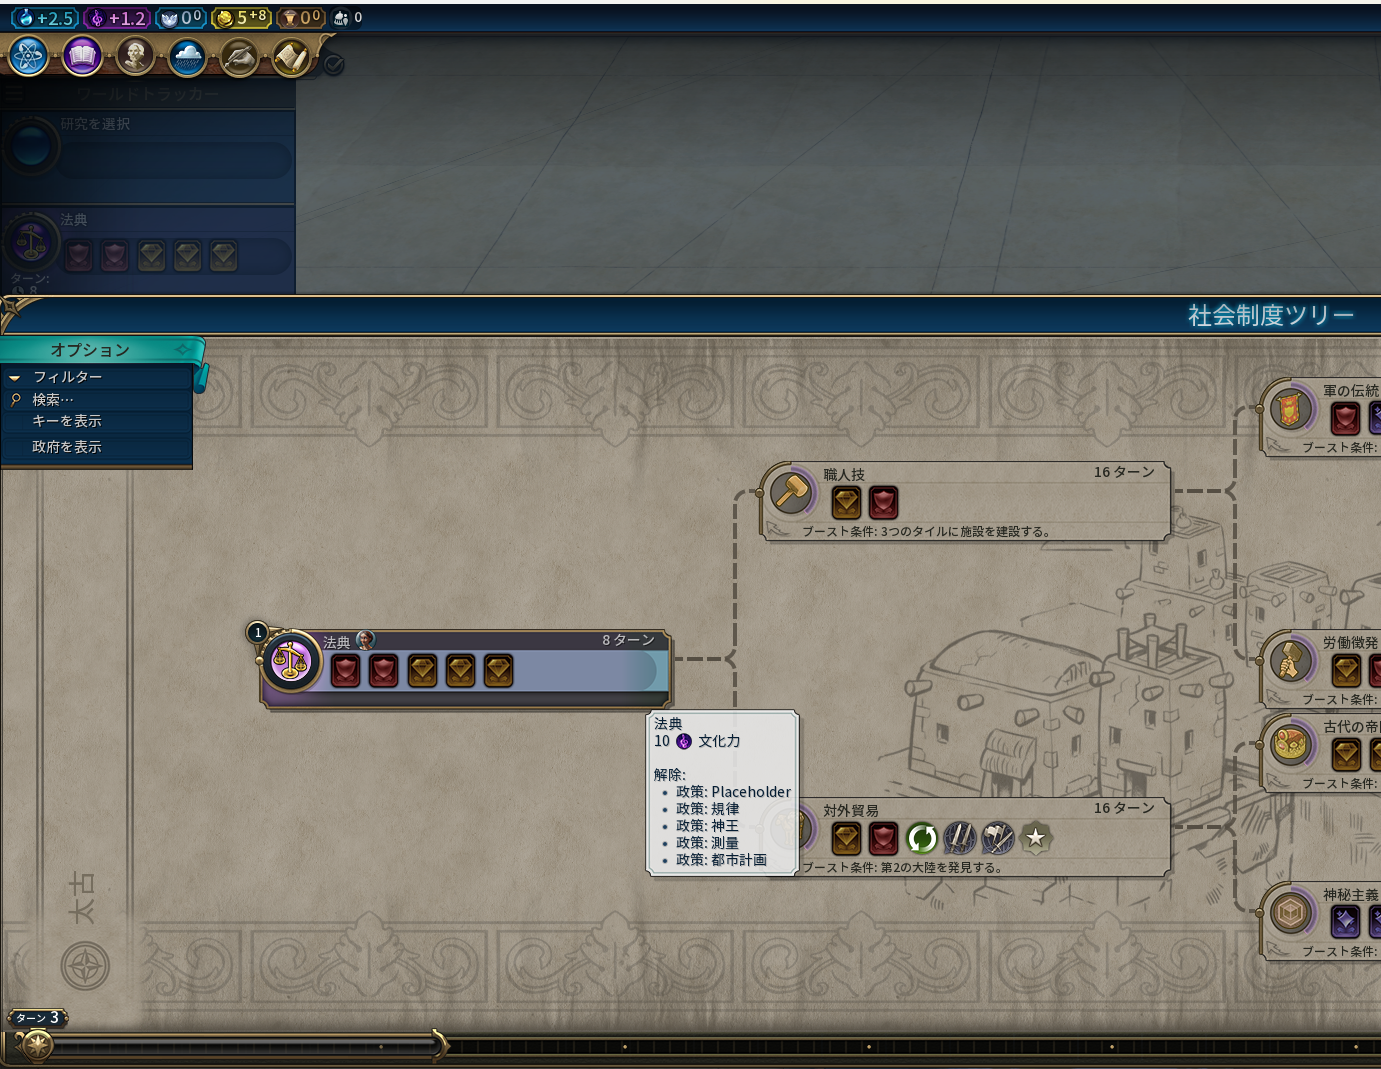 +2.5 +1.2 0 0 5 +8 0 0 0
ワールドトラッカー
研究を選択
法典
ターン:
8
社会制度ツリー
オプション
フィルター
検索…
キーを表示
政府を表示
軍の伝統
ブースト条件:
職人技 16 ターン
ブースト条件: 3つのタイルに施設を建設する。
1
法典 8 ターン
労働徴発
ブースト条件:
法典
10 文化力
解除:
• 政策: Placeholder
• 政策: 規律
• 政策: 神王
• 政策: 測量
• 政策: 都市計画
古代の帝
ブースト条件:
対外貿易 16 ターン
ブースト条件: 第2の大陸を発見する。
神秘主義
ブースト条件:
太古
ターン 3